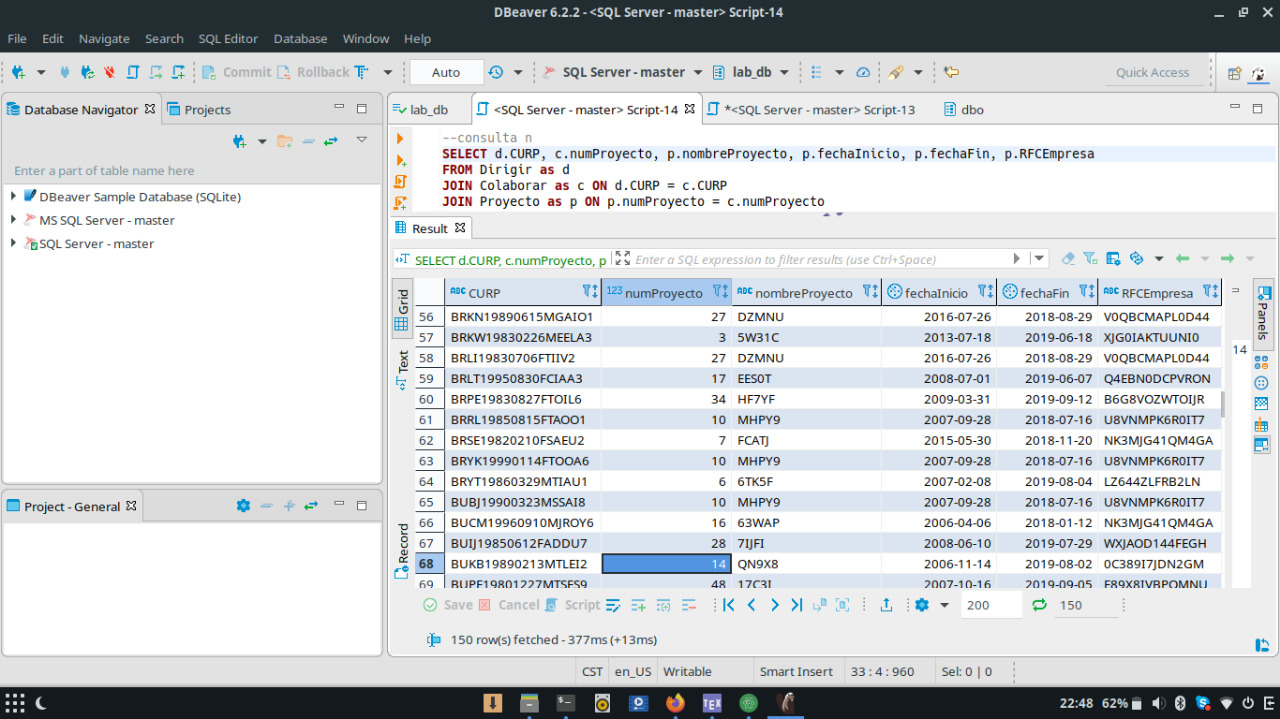 DBeaver 6.2.2 - <SQL Server - master> Script-14
File Edit Navigate Search SQL Editor Database Window Help
Commit Rollback Auto SQL Server - master lab_db Quick Access
Database Navigator Projects
Enter a part of table name here
DBeaver Sample Database (SQLite)
MS SQL Server - master
SQL Server - master
Project - General
lab_db <SQL Server - master> Script-14 *<SQL Server - master> Script-13 dbo
--consulta n
SELECT d.CURP, c.numProyecto, p.nombreProyecto, p.fechaInicio, p.fechaFin, p.RFCEmpresa
FROM Dirigir as d
JOIN Colaborar as c ON d.CURP = c.CURP
JOIN Proyecto as p ON p.numProyecto = c.numProyecto
Result
SELECT d.CURP, c.numProyecto, p Enter a SQL expression to filter results (use Ctrl+Space)
Grid
Text
Record
ABC CURP 123 numProyecto ABC nombreProyecto fechaInicio fechaFin ABC RFCEmpresa
56 BRKN19890615MGAIO1 27 DZMNU 2016-07-26 2018-08-29 V0QBCMAPL0D44
57 BRKW19830226MEELA3 3 5W31C 2013-07-18 2019-06-18 XJG0IAKTUUNI0
58 BRLI19830706FTIIV2 27 DZMNU 2016-07-26 2018-08-29 V0QBCMAPL0D44
59 BRLT19950830FCIAA3 17 EES0T 2008-07-01 2019-06-07 Q4EBN0DCPVRON
60 BRPE19830827FTOIL6 34 HF7YF 2009-03-31 2019-09-12 B6G8VOZWTOIJR
61 BRRL19850815FTAOO1 10 MHPY9 2007-09-28 2018-07-16 U8VNMPK6R0IT7
62 BRSE19820210FSAEU2 7 FCATJ 2015-05-30 2018-11-20 NK3MJG41QM4GA
63 BRYK19990114FTOOA6 10 MHPY9 2007-09-28 2018-07-16 U8VNMPK6R0IT7
64 BRYT19860329MTIAU1 6 6TK5F 2007-02-08 2019-08-04 LZ644ZLFRB2LN
65 BUBJ19900323MSSAI8 10 MHPY9 2007-09-28 2018-07-16 U8VNMPK6R0IT7
66 BUCM19960910MJROY6 16 63WAP 2006-04-06 2018-01-12 NK3MJG41QM4GA
67 BUIJ19850612FADDU7 28 7IJFI 2008-06-10 2019-07-29 WXJAOD144FEGH
68 BUKB19890213MTLEI2 14 QN9X8 2006-11-14 2019-08-02 0C389I7JDN2GM
69 BUPE19801227MTSES9 48 17C3I 2007-10-16 2019-09-05 F89X8IVBPOMNU
14
Panels
Save Cancel Script 200 150
150 row(s) fetched - 377ms (+13ms)
CST en_US Writable Smart Insert 33 : 4 : 960 Sel: 0 | 0
TEX 22:48 62%